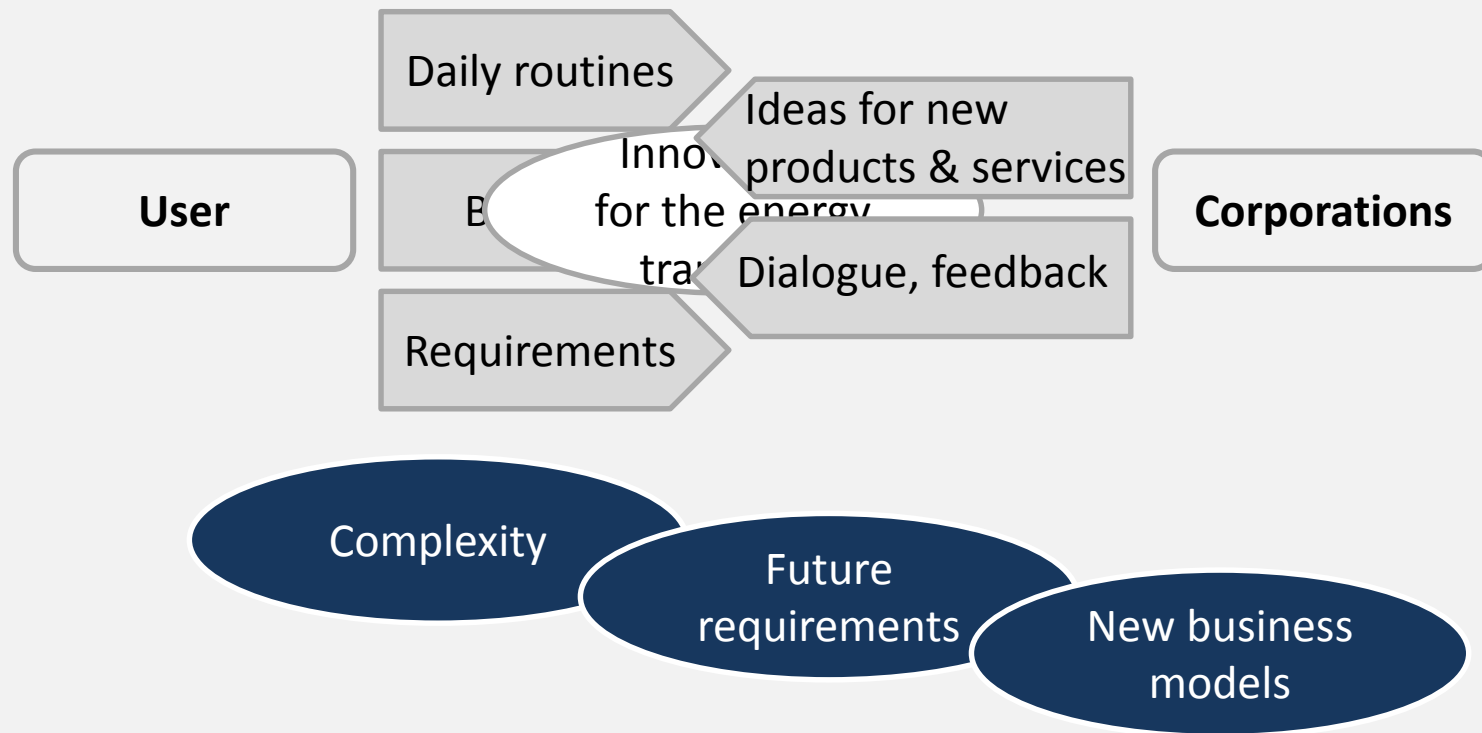 Daily routines
Ideas for new
products & services
User
for the energy
Dialogue, feedback
Corporations
Requirements
Complexity
Future
requirements
New business
models